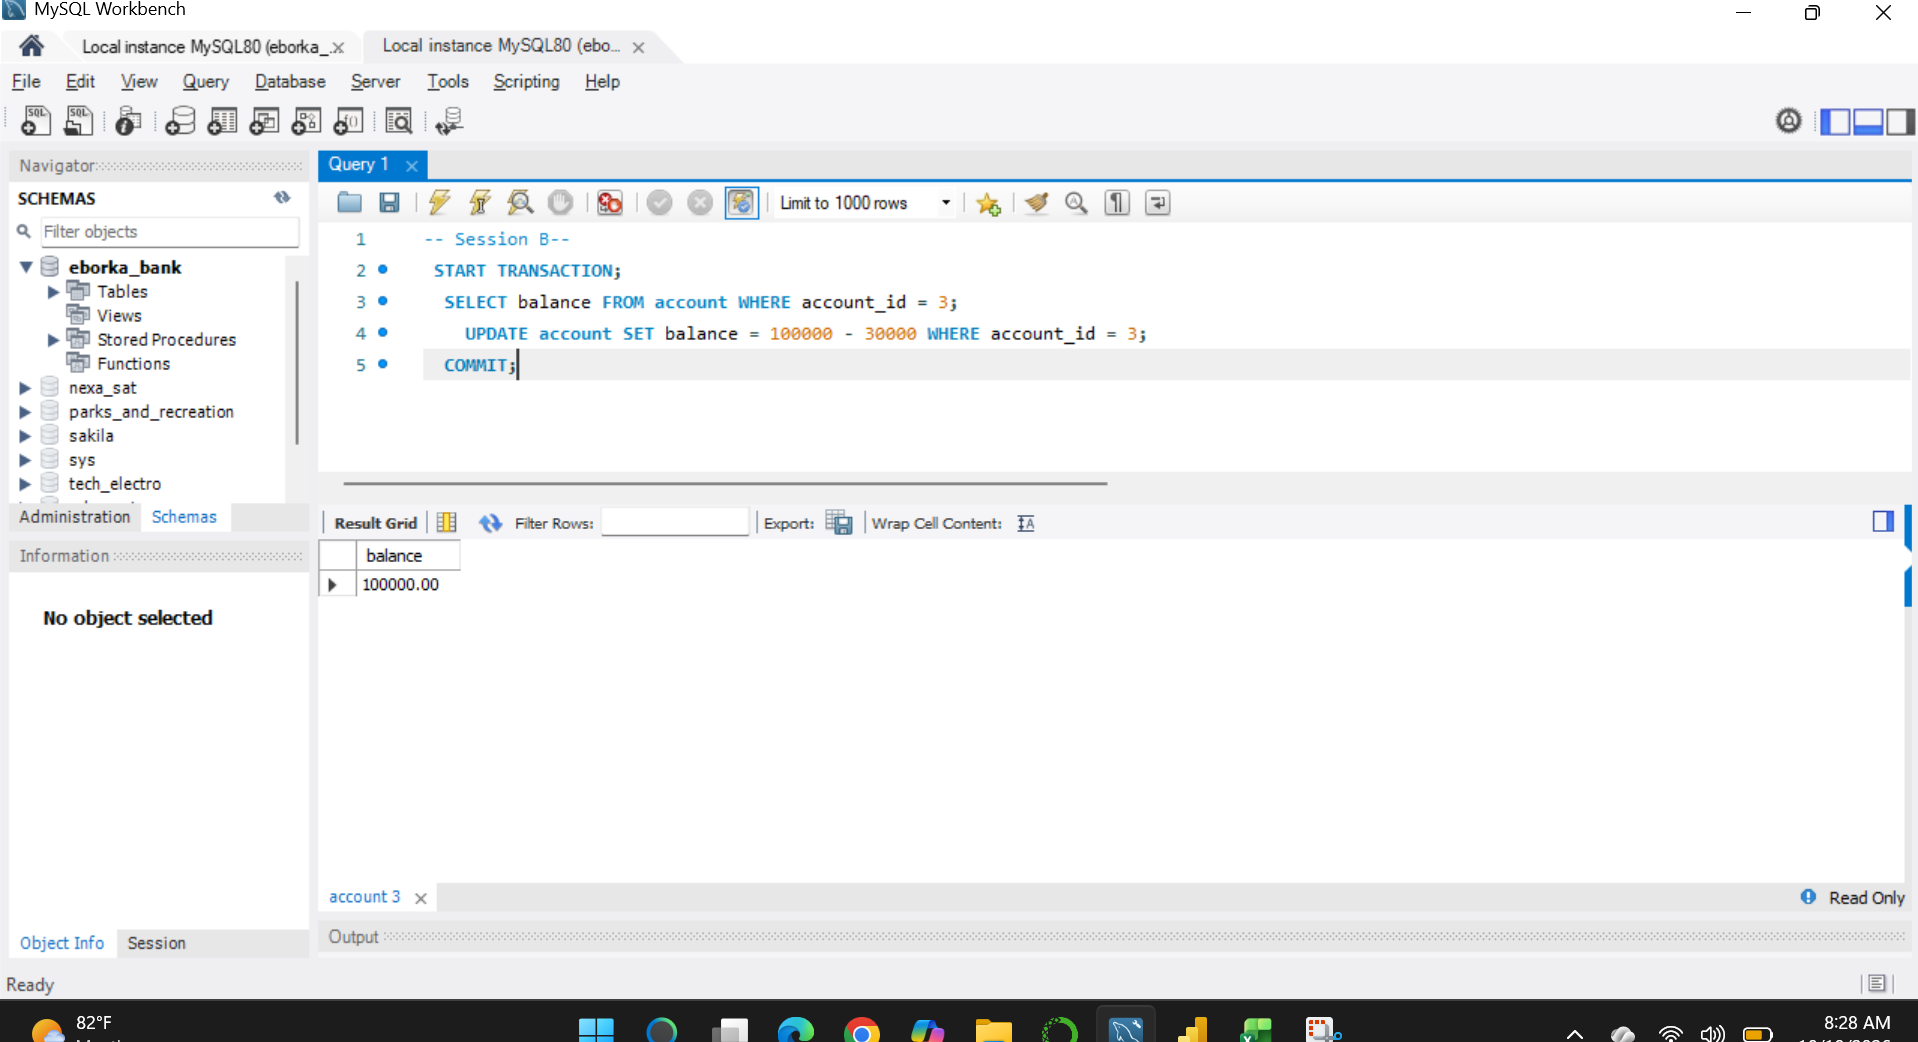 MySQL Workbench
Local instance MySQL80 (eborka_... x Local instance MySQL80 (ebo... x
File Edit View Query Database Server Tools Scripting Help
Navigator
SCHEMAS
Filter objects
eborka_bank
Tables
Views
Stored Procedures
Functions
nexa_sat
parks_and_recreation
sakila
sys
tech_electro
Administration Schemas
Information
No object selected
Object Info Session
Query 1
Limit to 1000 rows
1 -- Session B--
2 START TRANSACTION;
3 SELECT balance FROM account WHERE account_id = 3;
4 UPDATE account SET balance = 100000 - 30000 WHERE account_id = 3;
5 COMMIT;
Result Grid Filter Rows: Export: Wrap Cell Content:
balance
100000.00
account 3 Read Only
Output
Ready
82°F
8:28 AM